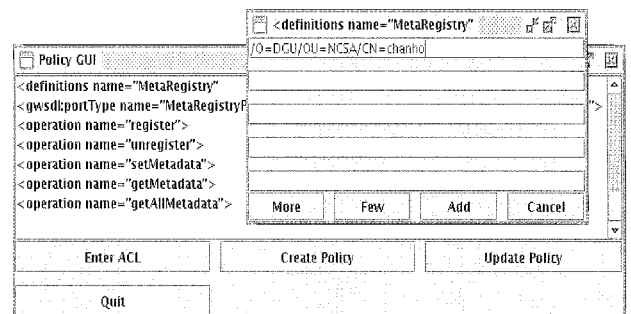 <definitions name="MetaRegistry"
/O=DGU/OU=NCSA/CN=chanho
More Few Add Cancel
Policy GUI
<definitions name="MetaRegistry"
<gwsdl:portType name="MetaRegistryP ">
<operation name="register">
<operation name="unregister">
<operation name="setMetadata">
<operation name="getMetadata">
<operation name="getAllMetadata">
Enter ACL Create Policy Update Policy
Quit